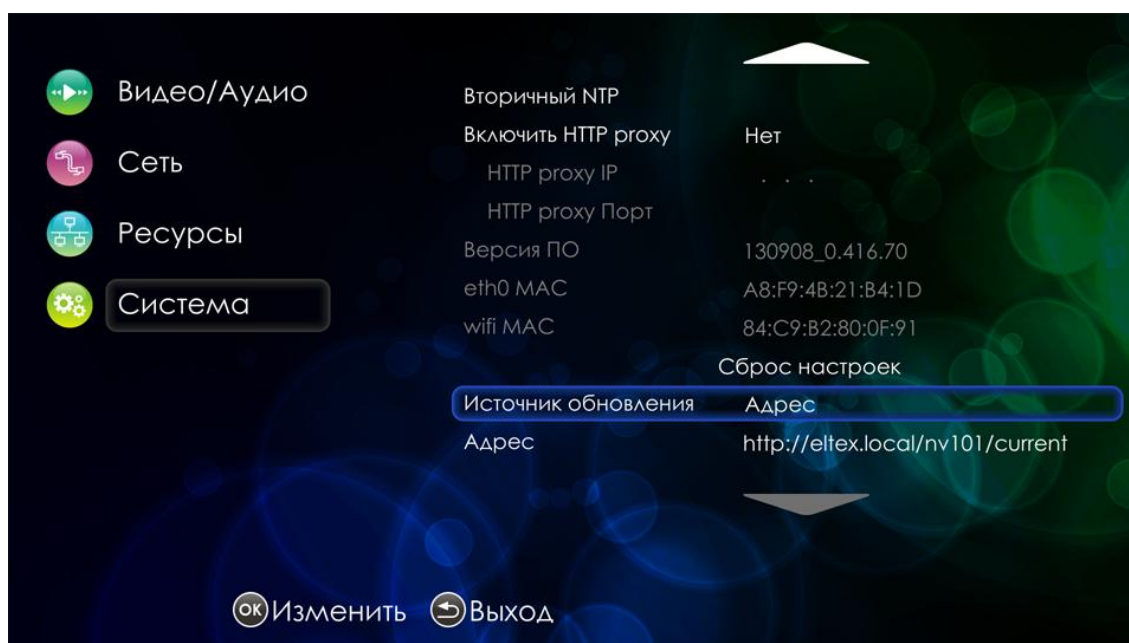 Видео/Аудио
Сеть
Ресурсы
Система
Вторичный NTP
Включить HTTP proxy Нет
HTTP proxy IP . . .
HTTP proxy Порт
Версия ПО 130908_0.416.70
eth0 MAC A8:F9:4B:21:B4:1D
wifi MAC 84:C9:B2:80:0F:91
Сброс настроек
Источник обновления Адрес
Адрес http://eltex.local/nv101/current
OK Изменить Выход